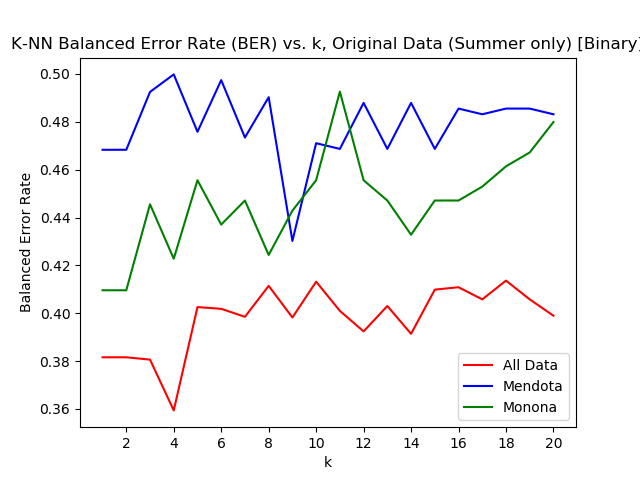 K-NN Balanced Error Rate (BER) vs. k, Original Data (Summer only) [Binary]
0.50
0.48
0.46
0.44
0.42
0.40
0.38
0.36
Balanced Error Rate
All Data
Mendota
Monona
2 4 6 8 10 12 14 16 18 20
k